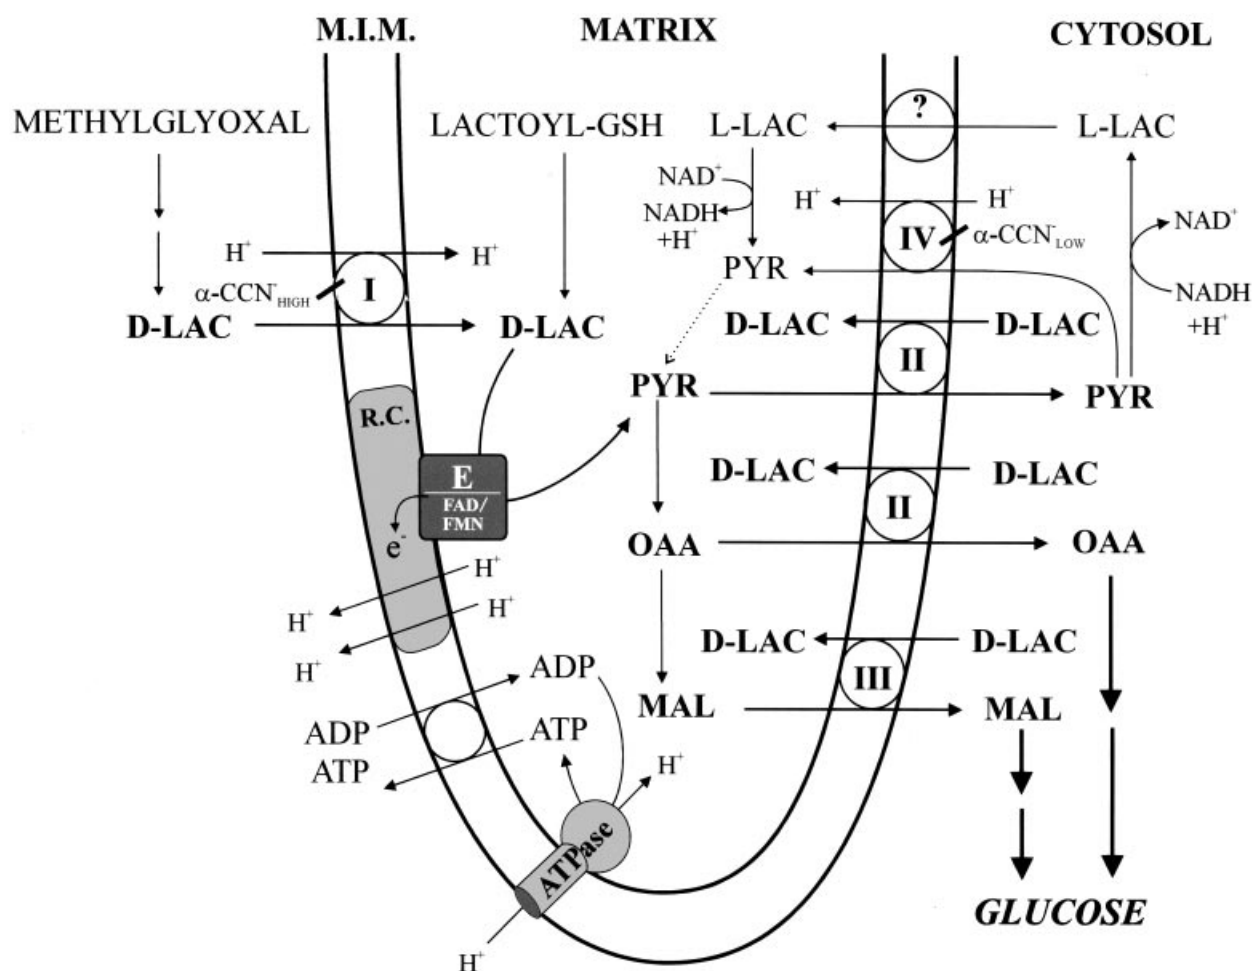 M.I.M. MATRIX CYTOSOL
METHYLGLYOXAL LACTOYL-GSH L-LAC ? L-LAC
NAD⁺
NADH
+H⁺
H⁺ H⁺
IV α-CCN⁻LOW
NAD⁺
NADH
+H⁺
H⁺ H⁺
α-CCN⁻HIGH I
PYR
D-LAC D-LAC
D-LAC D-LAC
II
PYR PYR
R.C.
E
FAD/
FMN
e⁻
D-LAC D-LAC
II
OAA OAA
H⁺ H⁺
H⁺ H⁺
D-LAC D-LAC
III
MAL MAL
ADP ADP
ATP ATP
H⁺
ATPase
H⁺
GLUCOSE